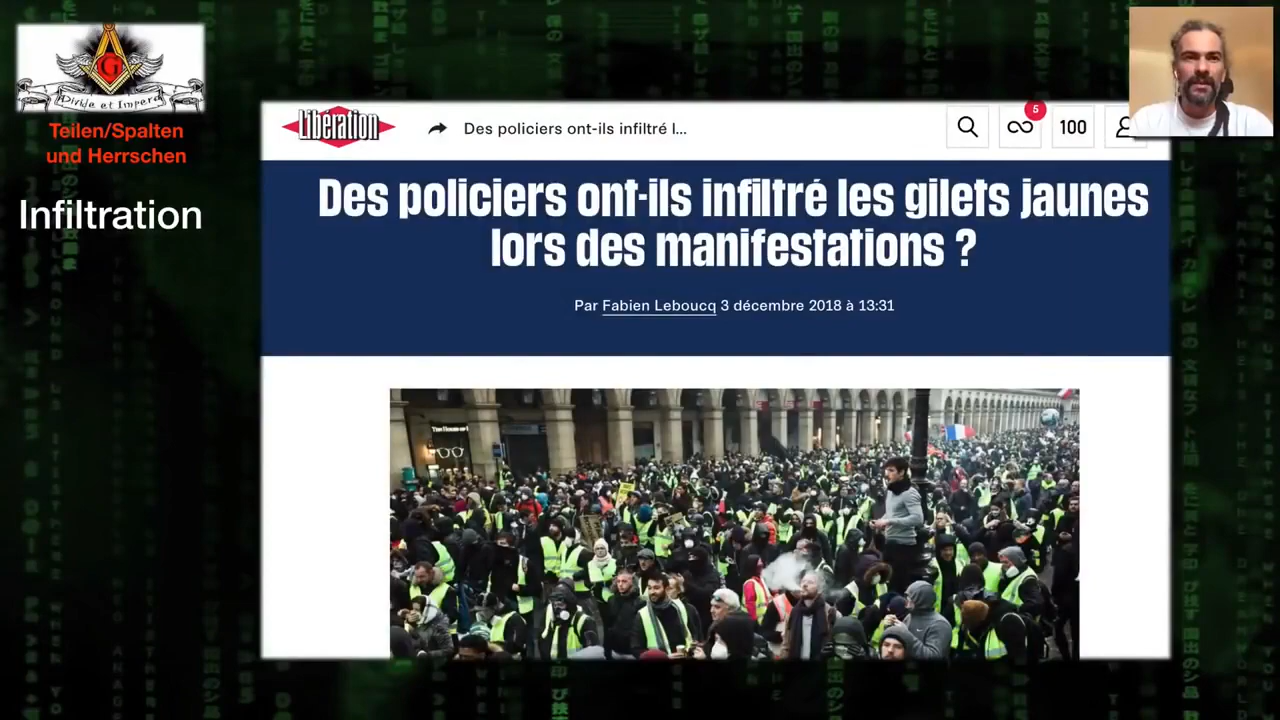 G
Divide et Impera
Teilen/Spalten
und Herrschen
Infiltration
Libération
Des policiers ont-ils infiltré l...
5
100
Des policiers ont-ils infiltré les gilets jaunes
lors des manifestations ?
Par Fabien Leboucq 3 décembre 2018 à 13:31